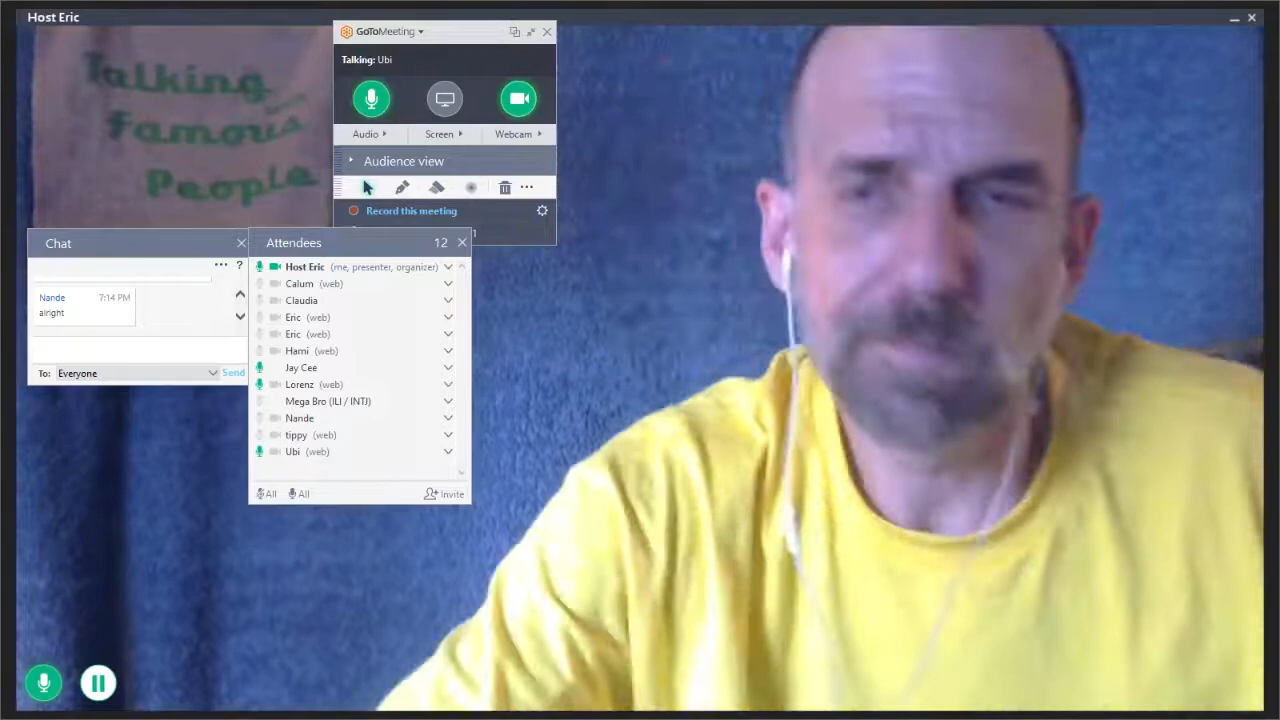 Host Eric
Talking
Famous
People
GoToMeeting
Talking: Ubi
Audio
Screen
Webcam
Audience view
Record this meeting
1
Chat
?
Nande 7:14 PM
alright
To: Everyone
Send
Attendees 12
Host Eric (me, presenter, organizer)
Calum (web)
Claudia
Eric (web)
Eric (web)
Hami (web)
Jay Cee
Lorenz (web)
Mega Bro (ILI / INTJ)
Nande
tippy (web)
Ubi (web)
All
All
Invite